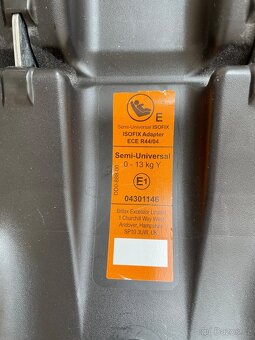 E
Semi-Universal ISOFIX
ISOFIX Adapter
ECE R44/04
Semi-Universal
0 - 13 kg Y
E1
04301146
Britax Excelsior Limited
1 Churchill Way West
Andover, Hampshire
SP10 3UW, UK